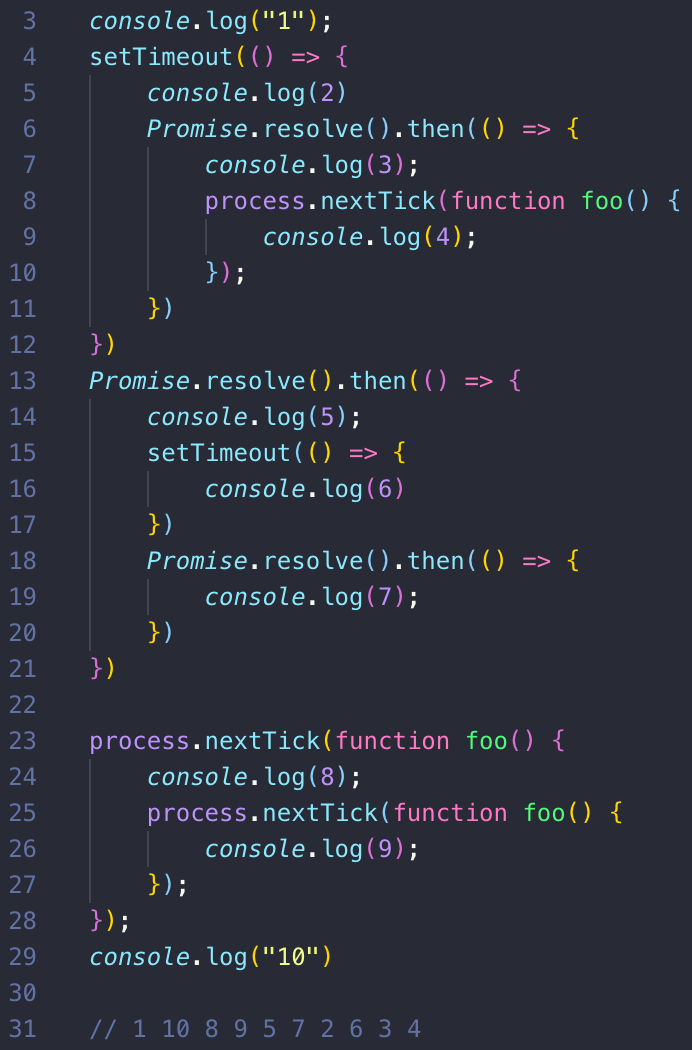 3 console.log("1");
4 setTimeout(() => {
5 console.log(2)
6 Promise.resolve().then(() => {
7 console.log(3);
8 process.nextTick(function foo() {
9 console.log(4);
10 });
11 })
12 })
13 Promise.resolve().then(() => {
14 console.log(5);
15 setTimeout(() => {
16 console.log(6)
17 })
18 Promise.resolve().then(() => {
19 console.log(7);
20 })
21 })
22
23 process.nextTick(function foo() {
24 console.log(8);
25 process.nextTick(function foo() {
26 console.log(9);
27 });
28 });
29 console.log("10")
30
31 // 1 10 8 9 5 7 2 6 3 4